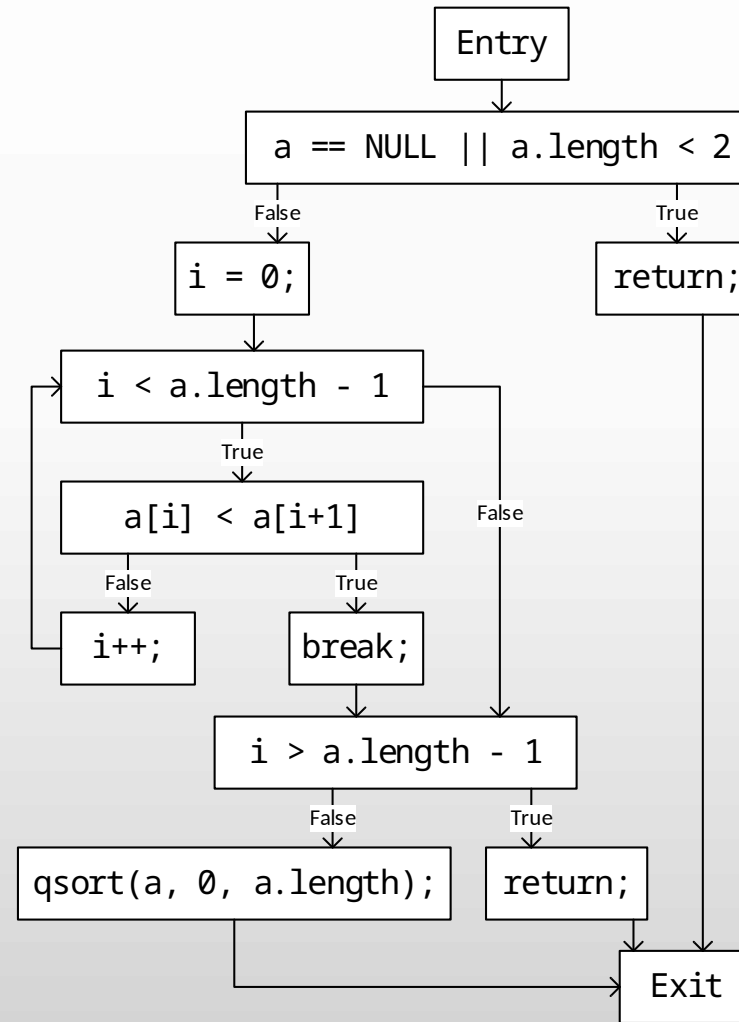 Entry
a == NULL || a.length < 2
False
True
i = 0;
return;
i < a.length - 1
True
a[i] < a[i+1]
False
False
True
i++;
break;
i > a.length - 1
False
True
qsort(a, 0, a.length);
return;
Exit